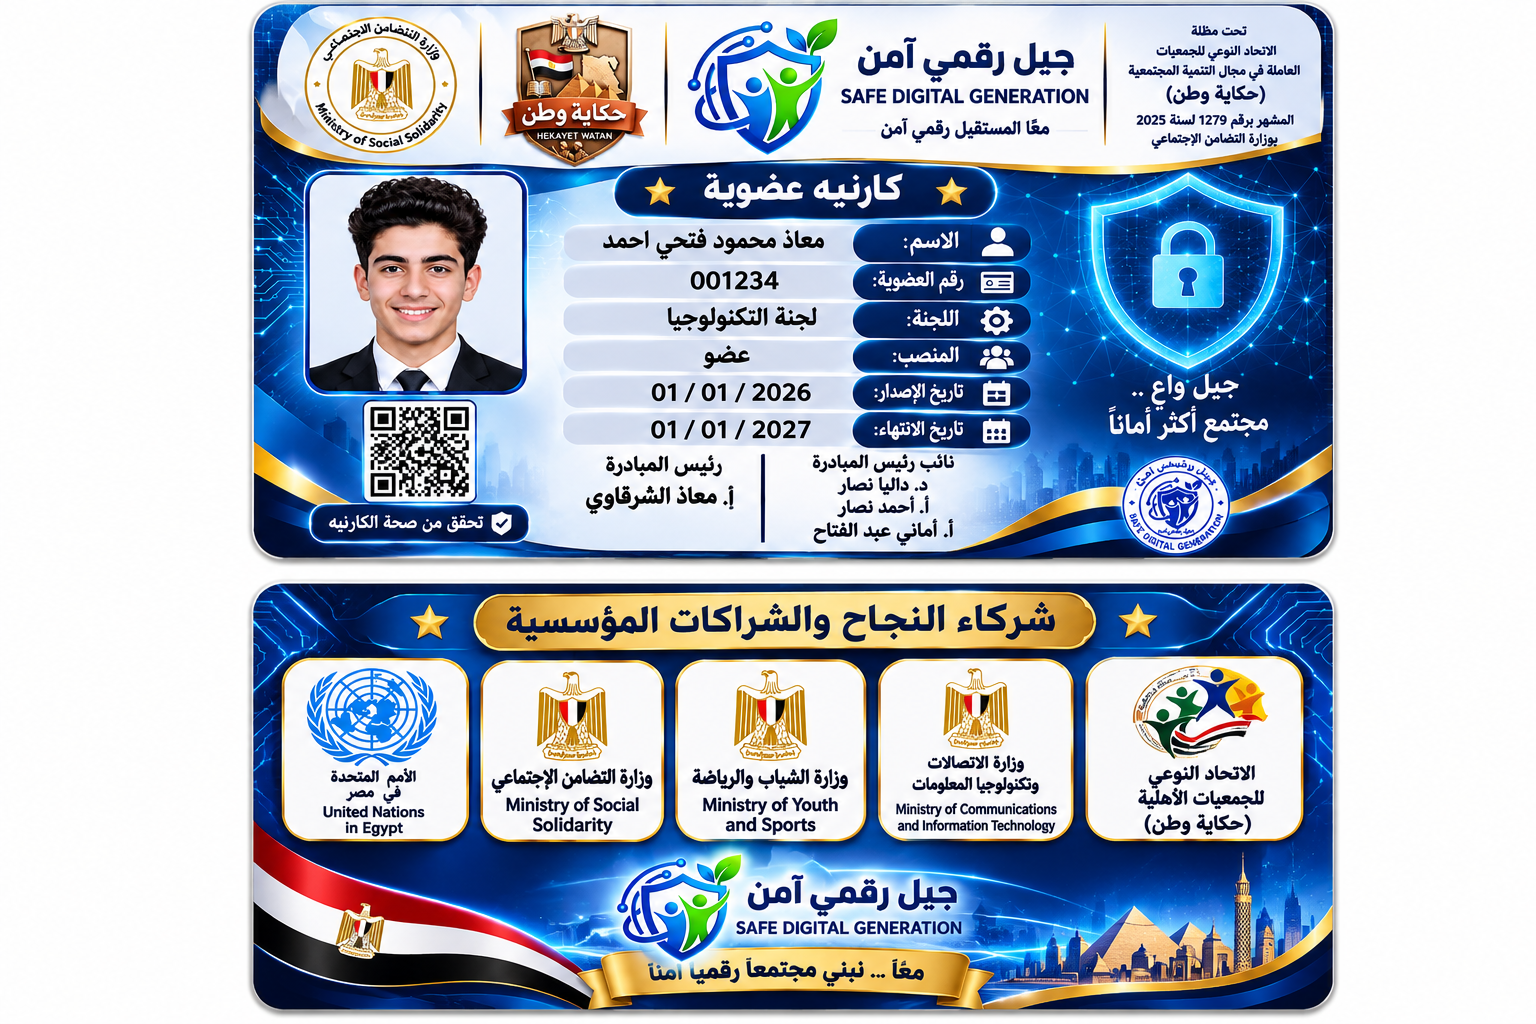 وزارة التضامن الاجتماعي
Ministry of Social Solidarity
حكاية وطن
HEKAYET WATAN
جيل رقمي آمن
SAFE DIGITAL GENERATION
معًا المستقبل رقمي آمن
تحت مظلة
الاتحاد النوعي للجمعيات
العاملة في مجال التنمية المجتمعية
(حكاية وطن)
المشهر برقم 1279 لسنة 2025
بوزارة التضامن الإجتماعي
كارنيه عضوية
الاسم: معاذ محمود فتحي احمد
رقم العضوية: 001234
اللجنة: لجنة التكنولوجيا
المنصب: عضو
تاريخ الإصدار: 01 / 01 / 2026
تاريخ الانتهاء: 01 / 01 / 2027
نائب رئيس المبادرة
د. داليا نصار
أ. أحمد نصار
أ. أماني عبد الفتاح
رئيس المبادرة
أ. معاذ الشرقاوي
جيل واعٍ ..
مجتمع أكثر أماناً
SAFE DIGITAL GENERATION
تحقق من صحة الكارنيه
شركاء النجاح والشراكات المؤسسية
الاتحاد النوعي
للجمعيات الأهلية
(حكاية وطن)
وزارة الاتصالات
وتكنولوجيا المعلومات
Ministry of Communications
and Information Technology
وزارة الشباب والرياضة
Ministry of Youth
and Sports
وزارة التضامن الإجتماعي
Ministry of Social
Solidarity
الأمم المتحدة
في مصر
United Nations
in Egypt
جيل رقمي آمن
SAFE DIGITAL GENERATION
معًا ... نبني مجتمعاً رقمياً آمناً